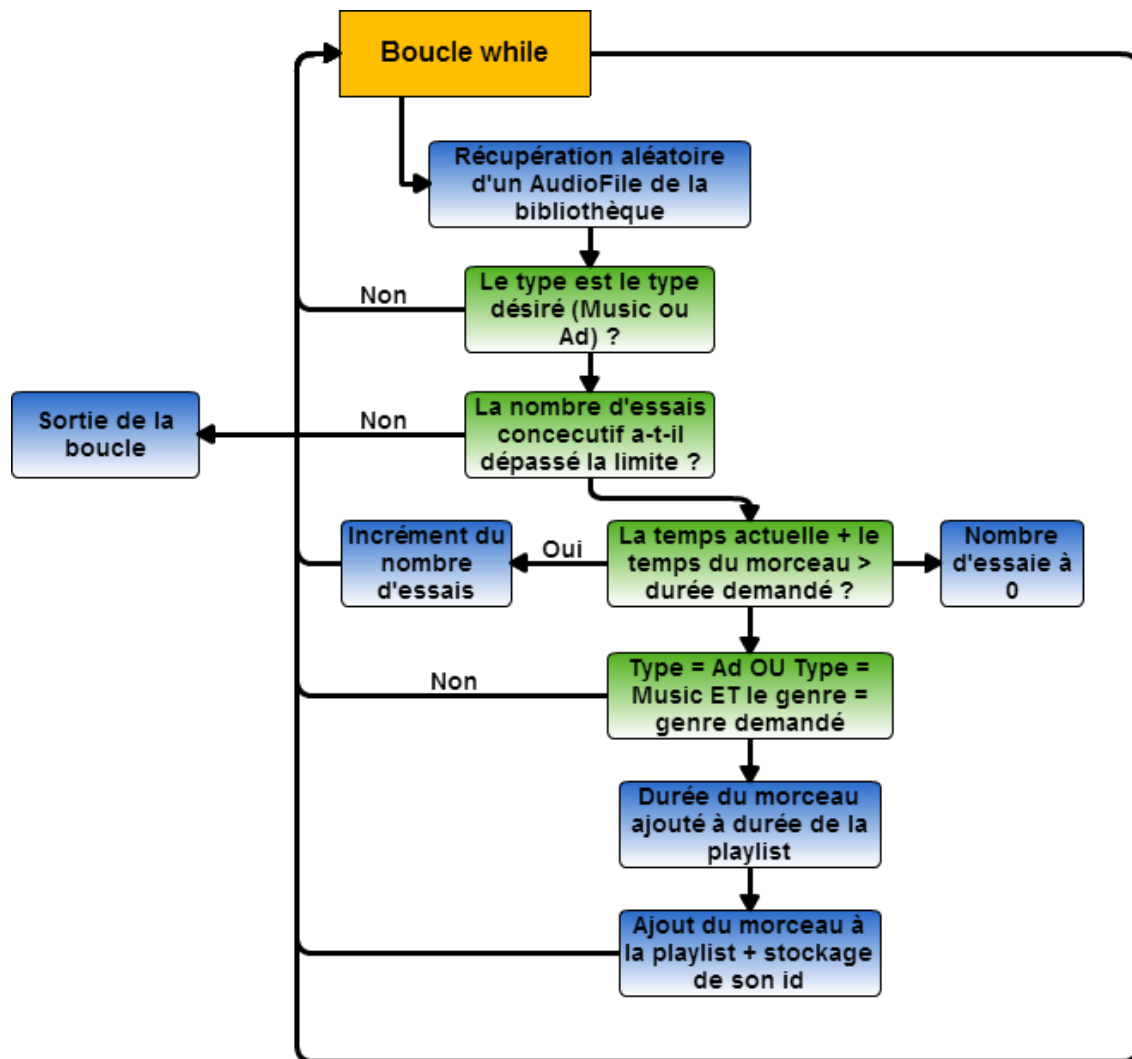 Boucle while
Récupération aléatoire
d'un AudioFile de la
bibliothèque
Non
Le type est le type
désiré (Music ou
Ad) ?
Sortie de la
boucle
Non
La nombre d'essais
concecutif a-t-il
dépassé la limite ?
Incrément du
nombre
d'essais
Oui
La temps actuelle + le
temps du morceau >
durée demandé ?
Nombre
d'essaie à
0
Non
Type = Ad OU Type =
Music ET le genre =
genre demandé
Durée du morceau
ajouté à durée de la
playlist
Ajout du morceau à
la playlist + stockage
de son id